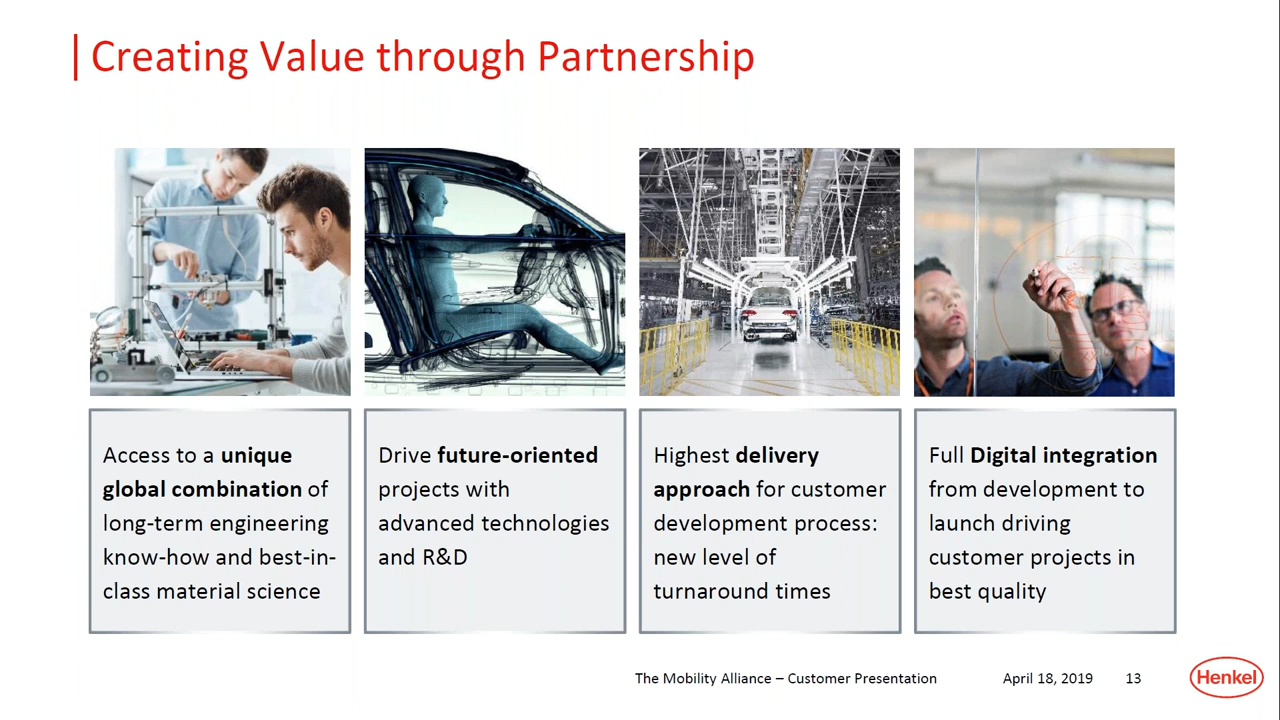 Creating Value through Partnership
Access to a unique
global combination of
long-term engineering
know-how and best-in-
class material science
Drive future-oriented
projects with
advanced technologies
and R&D
Highest delivery
approach for customer
development process:
new level of
turnaround times
Full Digital integration
from development to
launch driving
customer projects in
best quality
The Mobility Alliance – Customer Presentation
April 18, 2019
13
Henkel